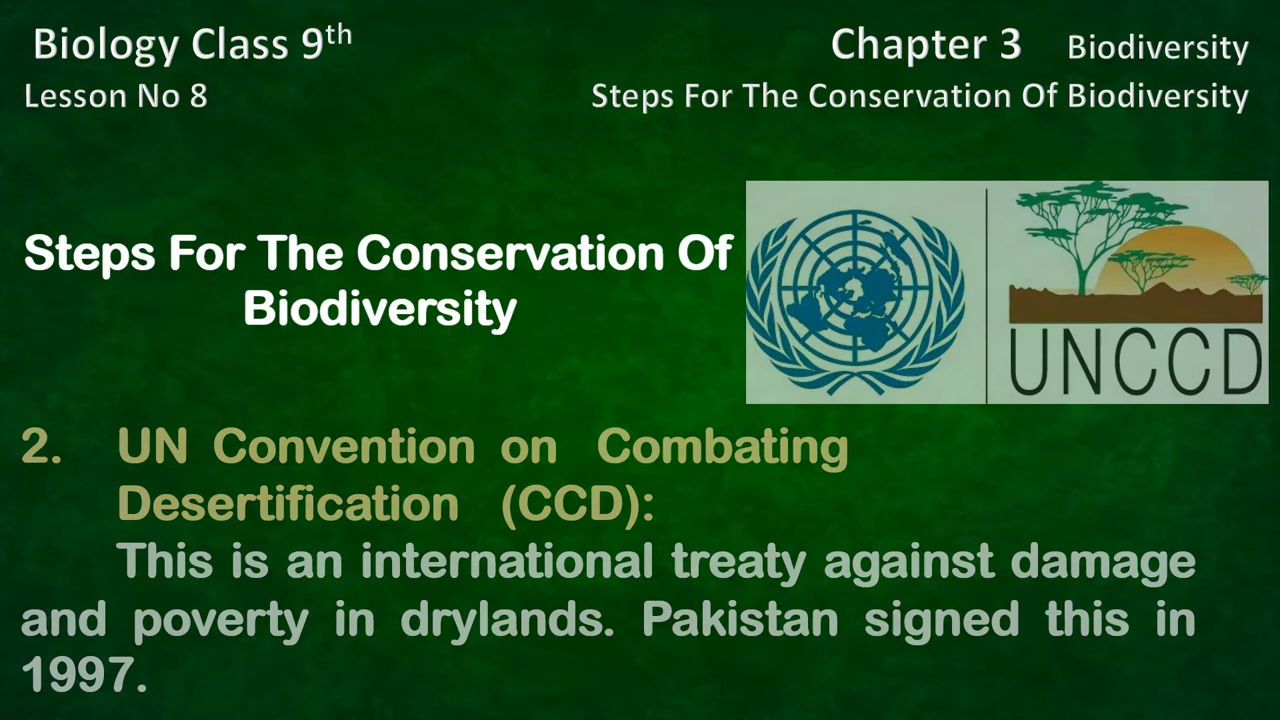 Biology Class 9th
Chapter 3 Biodiversity
Lesson No 8
Steps For The Conservation Of Biodiversity
Steps For The Conservation Of
Biodiversity
UNCCD
2. UN Convention on Combating
Desertification (CCD):
This is an international treaty against damage
and poverty in drylands. Pakistan signed this in
1997.